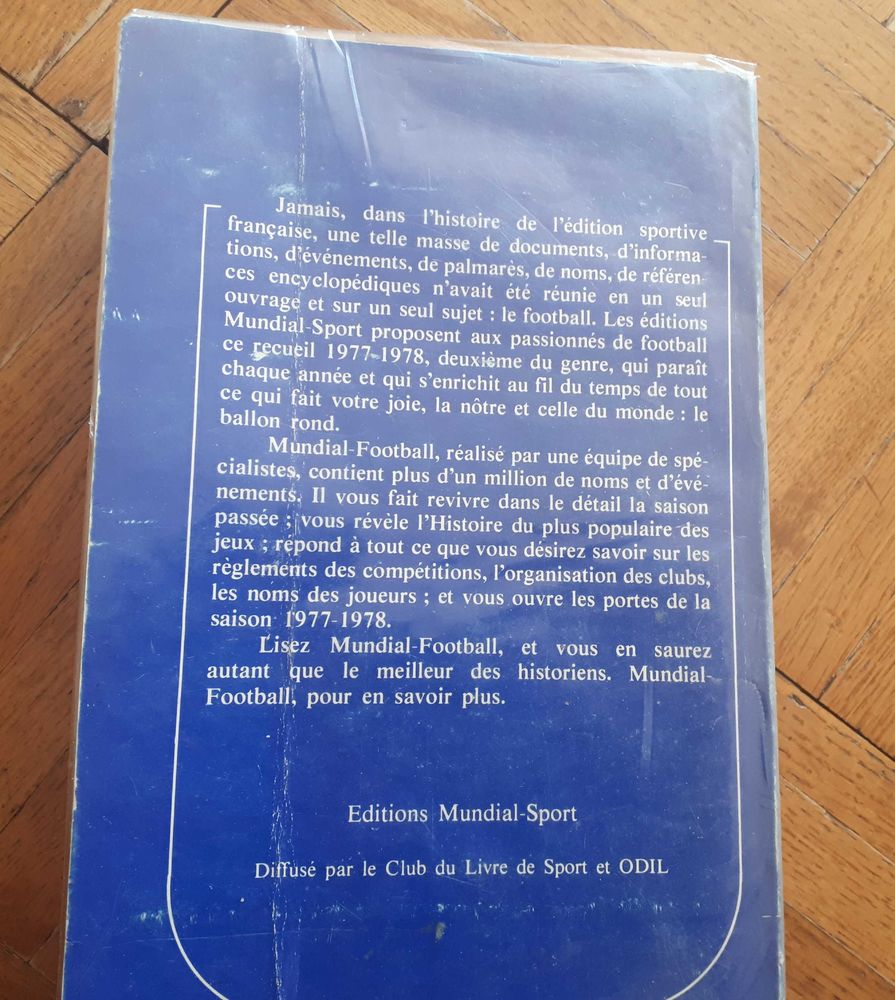 Jamais, dans l'histoire de l'édition sportive
française, une telle masse de documents, d'informa-
tions, d'événements, de palmarès, de noms, de référen-
ces encyclopédiques n'avait été réunie en un seul
ouvrage et sur un seul sujet : le football. Les éditions
Mundial-Sport proposent aux passionnés de football
ce recueil 1977-1978, deuxième du genre, qui paraît
chaque année et qui s'enrichit au fil du temps de tout
ce qui fait votre joie, la nôtre et celle du monde : le
ballon rond.
Mundial-Football, réalisé par une équipe de spé-
cialistes, contient plus d'un million de noms et d'évé-
nements. Il vous fait revivre dans le détail la saison
passée ; vous révèle l'Histoire du plus populaire des
jeux ; répond à tout ce que vous désirez savoir sur les
règlements des compétitions, l'organisation des clubs,
les noms des joueurs ; et vous ouvre les portes de la
saison 1977-1978.
Lisez Mundial-Football, et vous en saurez
autant que le meilleur des historiens. Mundial-
Football, pour en savoir plus.
Editions Mundial-Sport
Diffusé par le Club du Livre de Sport et ODIL